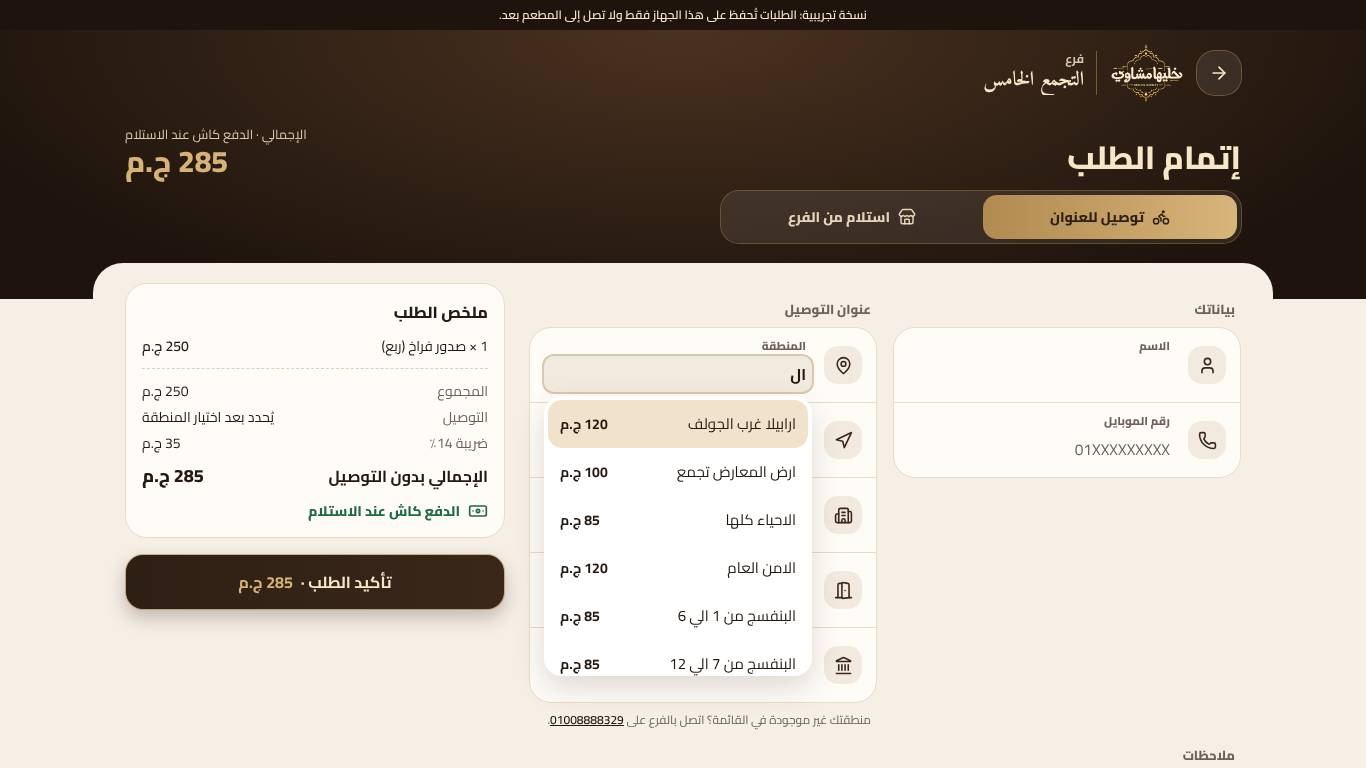 نسخة تجريبية: الطلبات تُحفظ على هذا الجهاز فقط ولا تصل إلى المطعم بعد.
خليها مشاوي
فرع
التجمع الخامس
إتمام الطلب
الإجمالي · الدفع كاش عند الاستلام
285 ج.م
توصيل للعنوان
استلام من الفرع
بياناتك
الاسم
رقم الموبايل
01XXXXXXXXX
عنوان التوصيل
المنطقة
ال
ارابيلا غرب الجولف 120 ج.م
ارض المعارض تجمع 100 ج.م
الاحياء كلها 85 ج.م
الامن العام 120 ج.م
البنفسج من 1 الي 6 85 ج.م
البنفسج من 7 الي 12 85 ج.م
منطقتك غير موجودة في القائمة؟ اتصل بالفرع على 01008888329.
ملخص الطلب
1 × صدور فراخ (ربع) 250 ج.م
المجموع 250 ج.م
التوصيل يُحدد بعد اختيار المنطقة
ضريبة 14٪ 35 ج.م
الإجمالي بدون التوصيل 285 ج.م
الدفع كاش عند الاستلام
تأكيد الطلب · 285 ج.م
ملاحظات